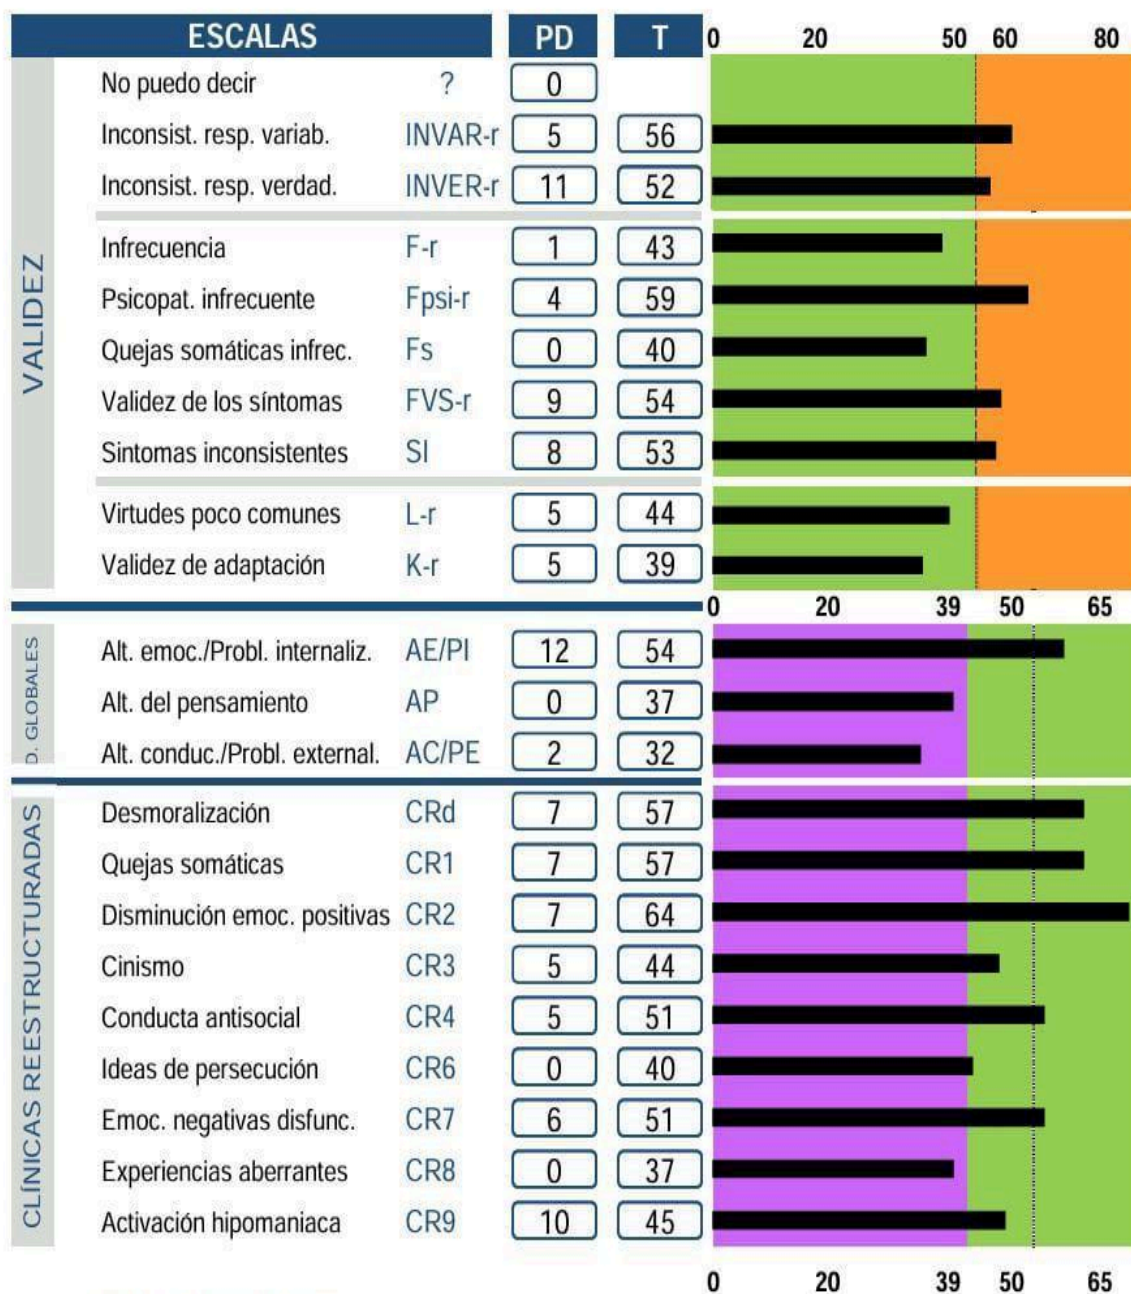 ESCALAS PD T 0 20 50 60 80
No puedo decir ? 0
Inconsist. resp. variab. INVAR-r 5 56
Inconsist. resp. verdad. INVER-r 11 52
VALIDEZ
Infrecuencia F-r 1 43
Psicopat. infrecuente Fpsi-r 4 59
Quejas somáticas infrec. Fs 0 40
Validez de los síntomas FVS-r 9 54
Sintomas inconsistentes SI 8 53
Virtudes poco comunes L-r 5 44
Validez de adaptación K-r 5 39
0 20 39 50 65
D. GLOBALES
Alt. emoc./Probl. internaliz. AE/PI 12 54
Alt. del pensamiento AP 0 37
Alt. conduc./Probl. external. AC/PE 2 32
CLÍNICAS REESTRUCTURADAS
Desmoralización CRd 7 57
Quejas somáticas CR1 7 57
Disminución emoc. positivas CR2 7 64
Cinismo CR3 5 44
Conducta antisocial CR4 5 51
Ideas de persecución CR6 0 40
Emoc. negativas disfunc. CR7 6 51
Experiencias aberrantes CR8 0 37
Activación hipomaniaca CR9 10 45
0 20 39 50 65